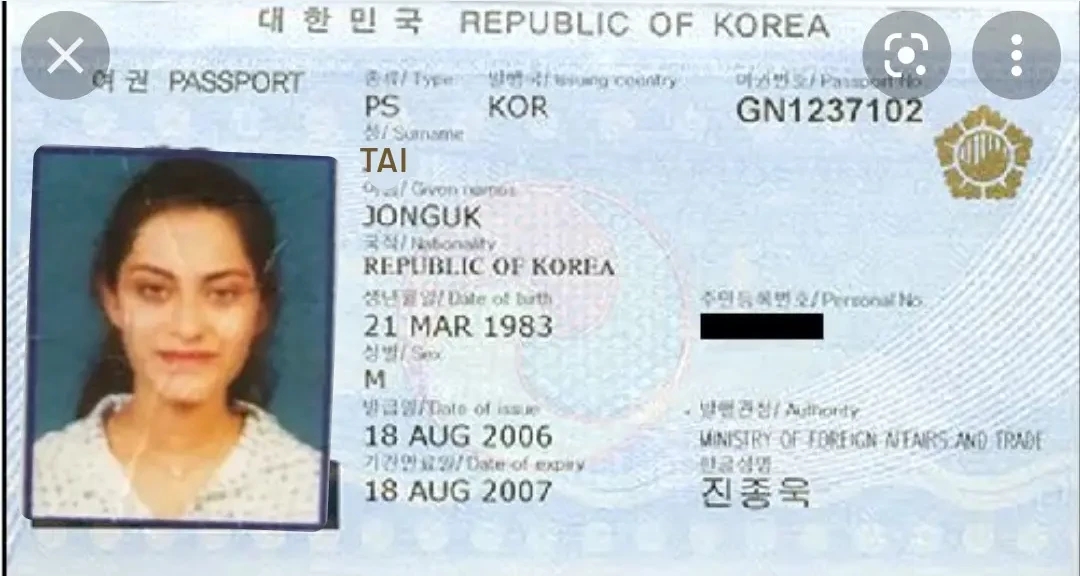 대한민국 REPUBLIC OF KOREA
여권 PASSPORT
종류/ Type 발행국/ Issuing country 여권번호/ Passport No.
PS KOR GN1237102
성/ Surname
TAI
이름/ Given names
JONGUK
국적/ Nationality
REPUBLIC OF KOREA
생년월일/ Date of birth 주민등록번호/ Personal No.
21 MAR 1983
성별/ Sex
M
발급일/ Date of issue 발행관청/ Authority
18 AUG 2006 MINISTRY OF FOREIGN AFFAIRS AND TRADE
기간만료일/ Date of expiry 한글성명
18 AUG 2007 진종욱